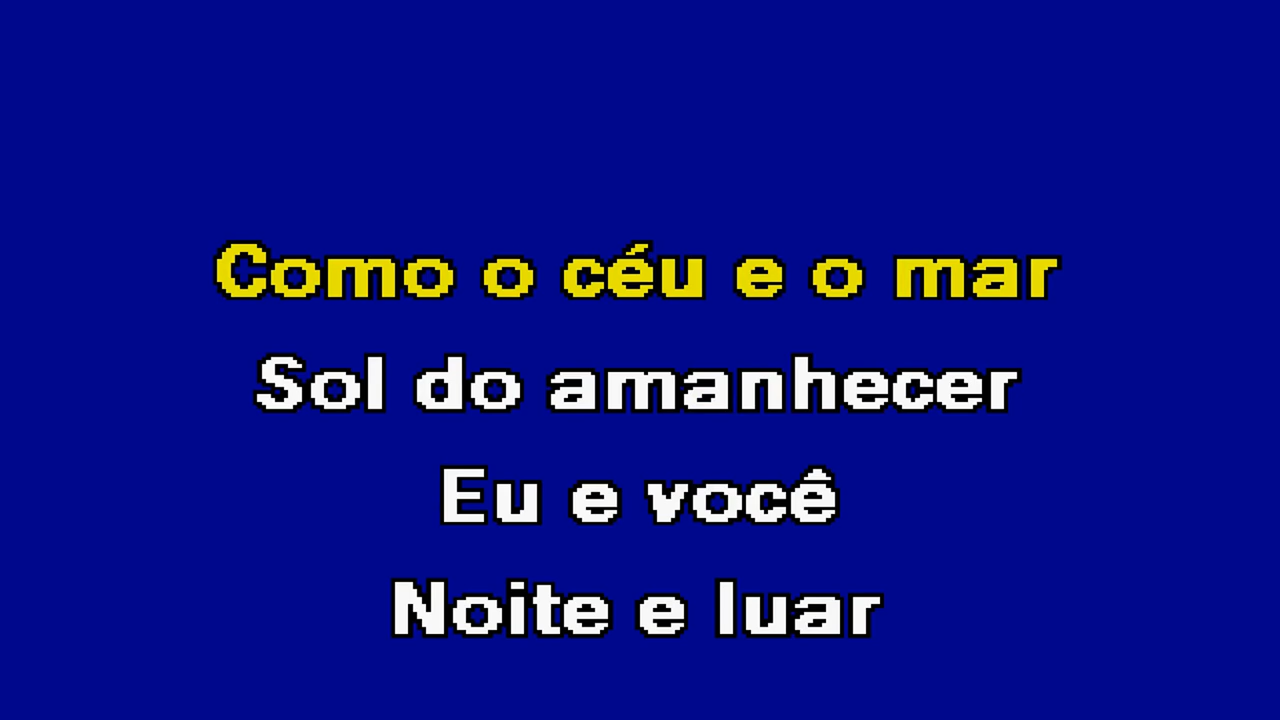 Como o céu e o mar
Sol do amanhecer
Eu e você
Noite e luar